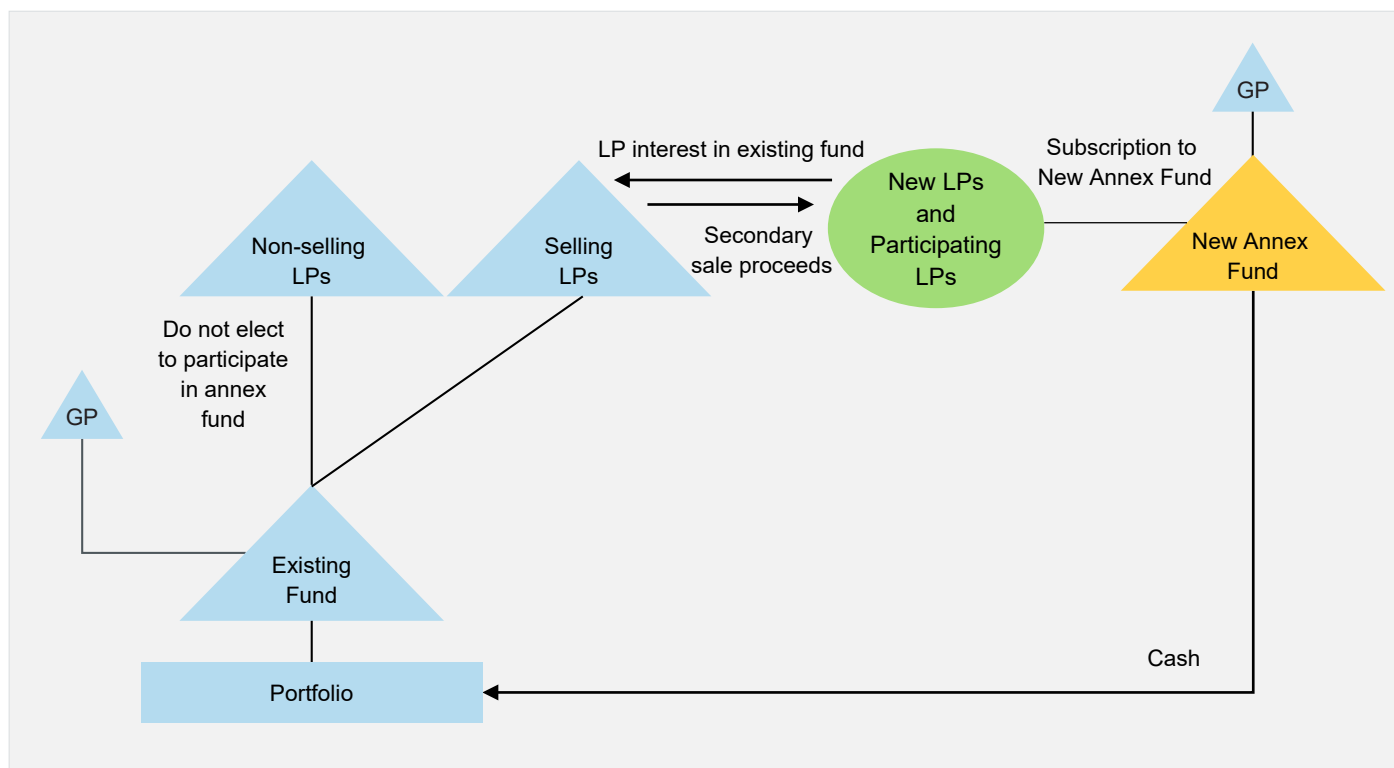 GP
LP interest in existing fund
Subscription to
New Annex Fund
New LPs
and
Participating
LPs
Non-selling
LPs
Selling
LPs
Secondary
sale proceeds
New Annex
Fund
Do not elect
to participate
in annex
fund
GP
Existing
Fund
Cash
Portfolio